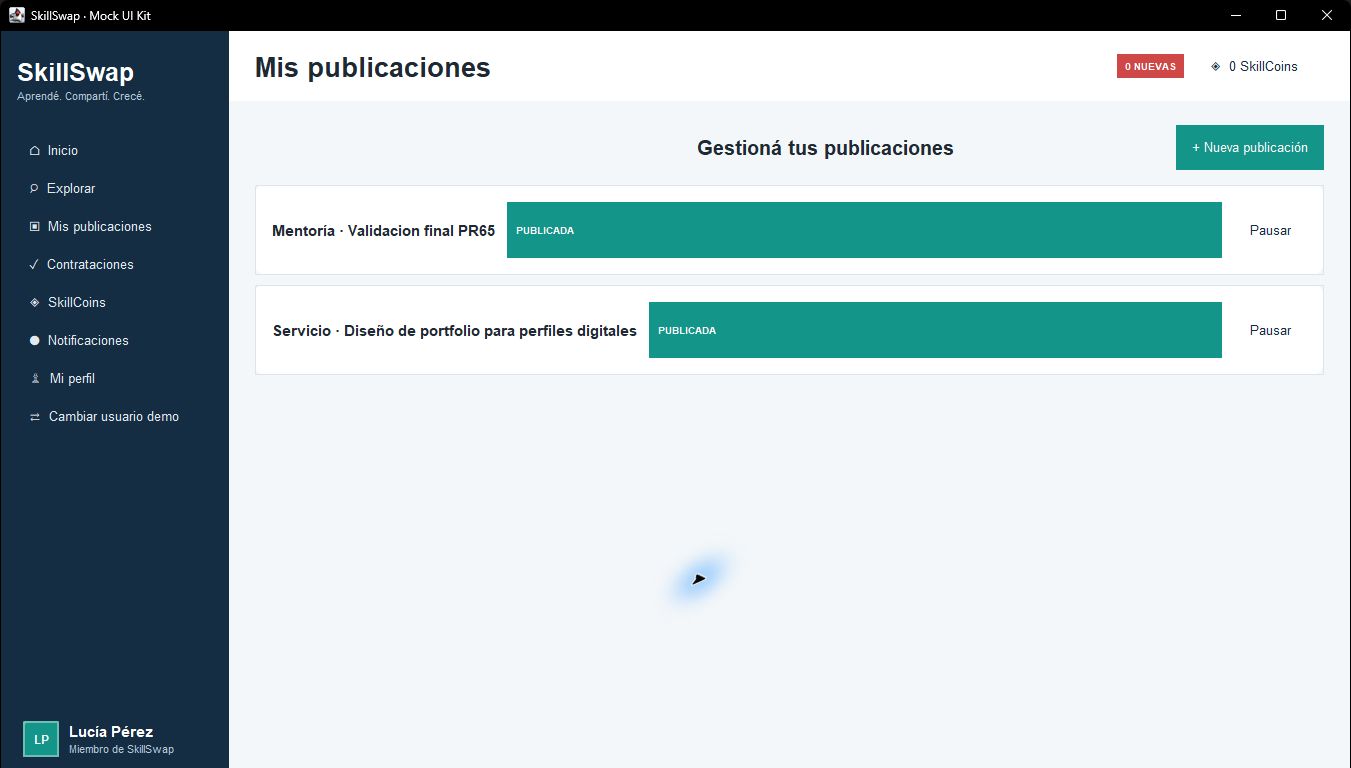 SkillSwap · Mock UI Kit
SkillSwap
Aprendé. Compartí. Crecé.
Inicio
Explorar
Mis publicaciones
Contrataciones
SkillCoins
Notificaciones
Mi perfil
Cambiar usuario demo
LP
Lucía Pérez
Miembro de SkillSwap
Mis publicaciones
0 NUEVAS
0 SkillCoins
Gestioná tus publicaciones
+ Nueva publicación
Mentoría · Validacion final PR65
PUBLICADA
Pausar
Servicio · Diseño de portfolio para perfiles digitales
PUBLICADA
Pausar